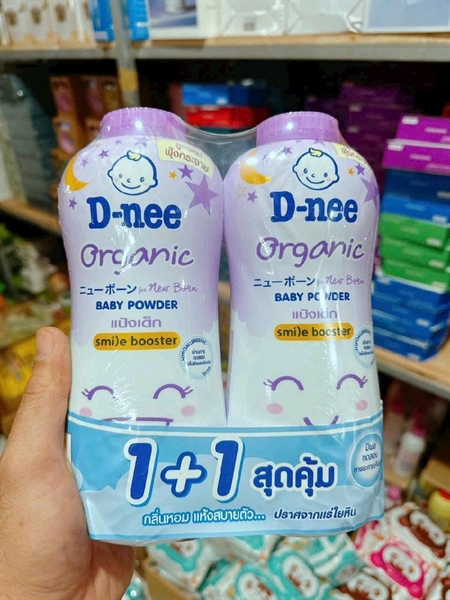 D-nee
Organic
ニューボーン for New Born
BABY POWDER
แป้งเด็ก
smile booster
HYPOALLERGENIC
D-nee
Organic
ニューボーン for New Born
BABY POWDER
แป้งเด็ก
smile booster
1+1 สุดคุ้ม
กลิ่นหอม แห้งสบายตัว... ปราศจากแร่ใยหิน